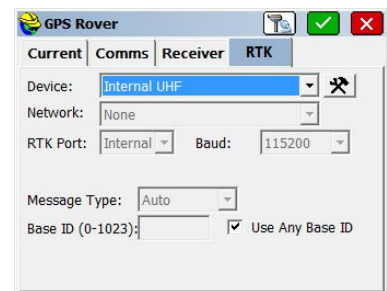 GPS Rover
Current Comms Receiver RTK
Device: Internal UHF
Network: None
RTK Port: Internal Baud: 115200
Message Type: Auto
Base ID (0-1023): Use Any Base ID